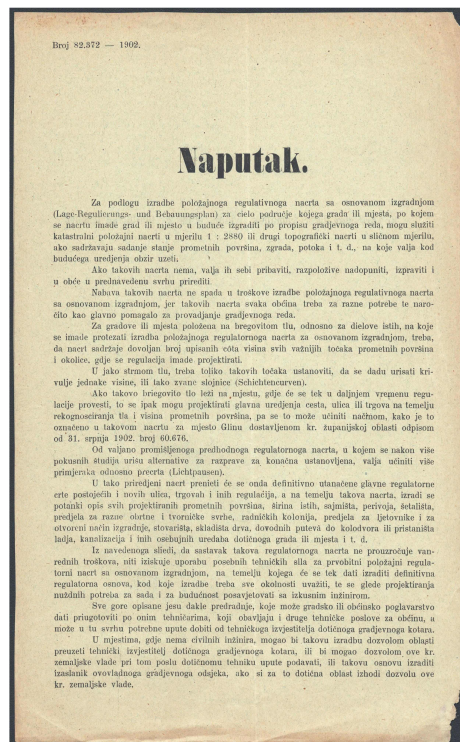 Broj 82.372 — 1902.
Naputak.
Za podlogu izradbe položajnoga regulativnoga nacrta sa osnovanom izgradnjom
(Lage-Regulierungs- und Bebauungsplan) za cielo područje kojega grada ili mjesta, po kojem
se nacrtu imade grad ili mjesto u buduće izgraditi po propisu gradjevnoga reda, mogu služiti
katastralni položajni nacrti u mjerilu 1 : 2880 ili drugi topografički nacrti u sličnom mjerilu,
ako sadržavaju sadanje stanje prometnih površina, zgrada, potoka i t. d., na koje valja kod
budućega uredjenja obzir uzeti.
Ako takovih nacrta nema, valja ih sebi pribaviti, razpoložive nadopuniti, izpraviti i
u obće u prednavedenu svrhu prirediti.
Nabava takovih nacrta ne spada u troskove izradbe položajnoga regulativnoga nacrta
sa osnovanom izgradnjom, jer takovih nacrta svaka obćina treba za razne potrebe te naro-
čito kao glavno pomagalo za provadjanje gradjevnoga reda.
Za gradove ili mjesta položena na bregovitom tlu, odnosno za dielove istih, na koje
se imade protezati izradba položajnoga regulatornoga nacrta za osnovanom izgradnjom, treba,
da nacrt sadržaje dovoljan broj upisanih côta visina svih važnijih točaka prometnih površina
i okolice, gdje se regulacija imade projektirati.
U jako strmom tlu, treba toliko takovih točaka ustanoviti, da se dadu urisati kri-
vulje jednake visine, ili tako zvane slojnice (Schichtencurven).
Ako takovo briegovito tlo leži na mjestu, gdje će se tek u daljnjem vremenu regu-
lacije provesti, to se ipak mogu projektirati glavna uredjenja cesta, ulica ili trgova na temelju
rekognosciranja tla i visina prometnih površina, pa se to može učiniti načrnom, kako je to
označeno u takovom nacrtu za mjesto Glinu dostavljenom kr. županijskoj oblasti odpisom
od 31. srpnja 1902. broj 60.676.
Od valjano promišljenoga predhodnoga regulatornoga nacrta, u kojem se nakon više
pokusnih študija urišu alternative za razprave za konačna ustanovljena, valja učiniti više
primjeraka odnosno precrta (Lichtpausen).
U tako priredjeni nacrt prenieti će se onda definitivno utanačene glavne regulatorne
crte postojećih i novih ulica, trgovah i inih regulacija, a na temelju takova nacrta, izradi se
potanki opis svih projektiranih prometnih površina, širina istih, sajmišta, perivoja, šetališta,
predjela za razne obrtne i tvorničke svrhe, radničkih kolonija, predjela za ljetovnike i za
otvoreni način izgradnje, stovarišta, skladišta drva, dovodnih puteva do kolodvora ili pristaništa
ladja, kanalizacija i inih osebujnih uredaba dotičnoga grada ili mjesta i t. d.
Iz navedenoga sliedi, da sastavak takova regulatornoga nacrta ne prouzročuje van-
rednih troškova, niti iziskuje uporabu posebnih tehničkih sila za prvobitni položajni regula-
torni nacrt sa osnovanom izgradnjom, na temelju kojega će se tek dati izraditi definitivna
regulatorna osnova, kod koje izradbe treba sve okolnosti uvažiti, te se glede projektiranja
nuždnih potreba za sada i za budućnost posavjetovati sa izkusnim inžinirom.
Sve gore opisane jesu dakle predradnje, koje može gradsko ili obćinsko poglavarstvo
dati priugotoviti po onim tehničarima, koji obavljaju i druge tehničke poslove za obćinu, a
može u tu svrhu potrebne upute dobiti od tehničkoga izvjestitelja dotičnoga gradjevnoga kotara.
U mjestima, gdje nema civilnih inžinira, mogao bi takovu izradbu dozvolom oblasti
preuzeti tehnički izvjestitelj dotičnoga gradjevnoga kotara, ili bi mogao dozvolom ove kr.
zemaljske vlade pri tom poslu dotičnomu tehniku upute podavati, ili takovu osnovu izraditi
izaslanik ovovladnoga gradjevnoga odsjeka, ako si za to dotična oblast izhodi dozvolu ove
kr. zemaljske vlade.